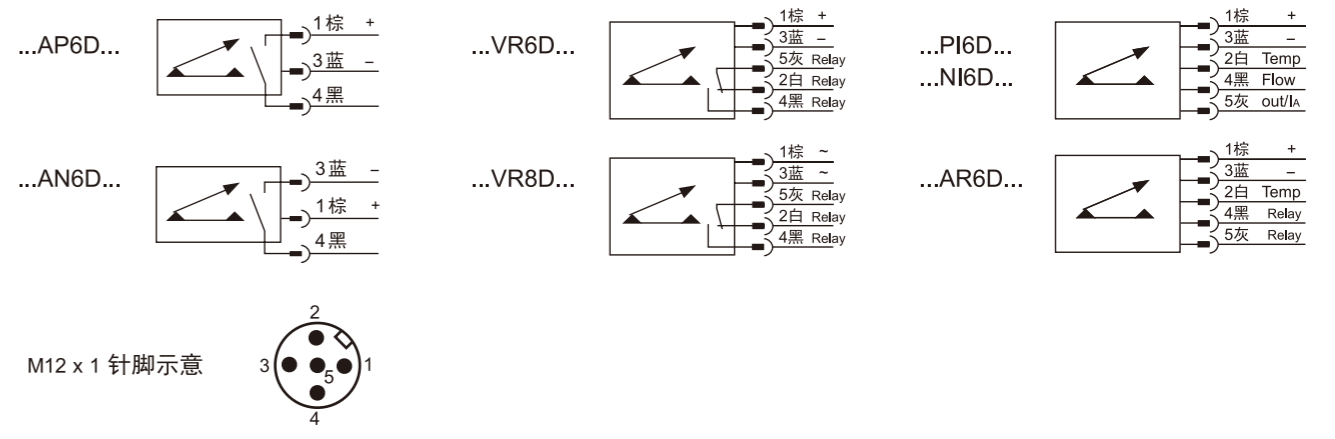 ...AP6D...
1棕 +
3蓝 –
4黑
...VR6D...
1棕 +
3蓝 –
5灰 Relay
2白 Relay
4黑 Relay
...PI6D...
...NI6D...
1棕 +
3蓝 –
2白 Temp
4黑 Flow
5灰 out/IA
...AN6D...
3蓝 –
1棕 +
4黑
...VR8D...
1棕 ~
3蓝 ~
5灰 Relay
2白 Relay
4黑 Relay
...AR6D...
1棕 +
3蓝 –
2白 Temp
4黑 Relay
5灰 Relay
M12 x 1 针脚示意
2
3
5
1
4